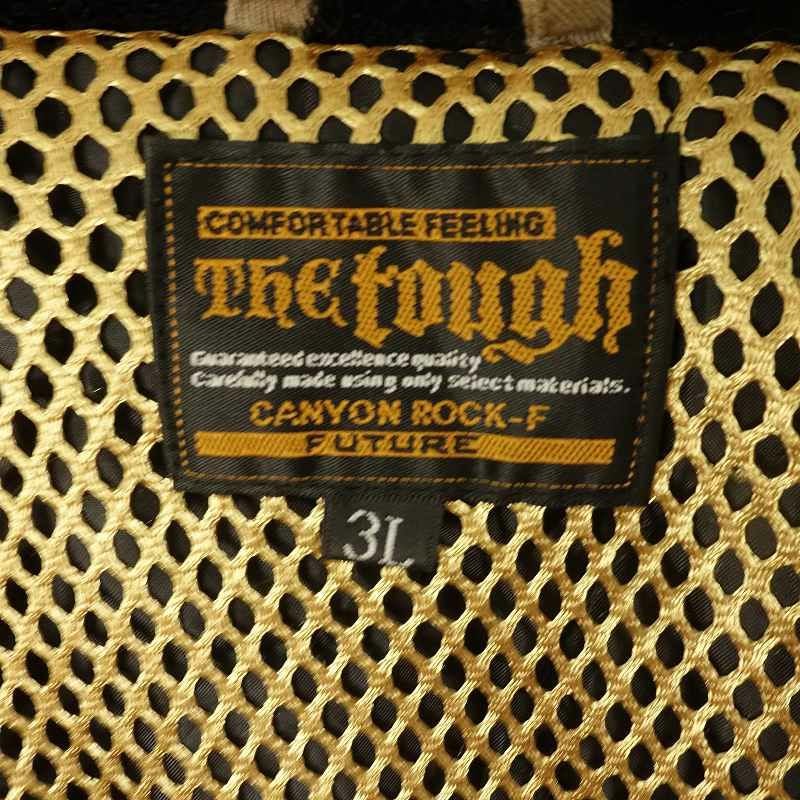 COMFORTABLE FEELING
The tough
Guaranteed excellence quality
Carefully made using only select materials.
CANYON ROCK-F
FUTURE
3L